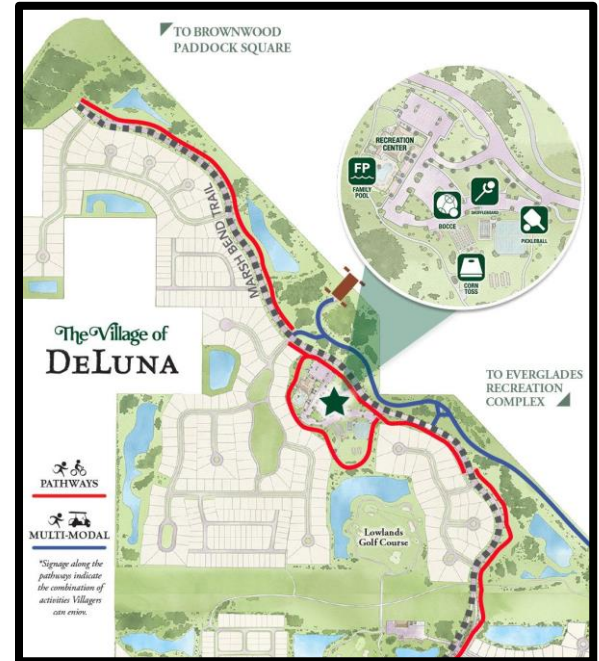 TO BROWNWOOD
PADDOCK SQUARE
RECREATION
CENTER
FP
FAMILY
POOL
BOCCE
SHUFFLEBOARD
PICKLEBALL
CORN
TOSS
MARSH BEND TRAIL
The Village of
DELUNA
TO EVERGLADES
RECREATION
COMPLEX
PATHWAYS
MULTI-MODAL
*Signage along the
pathways indicate
the combination of
activities Villagers
can enjoy.
Lowlands
Golf Course